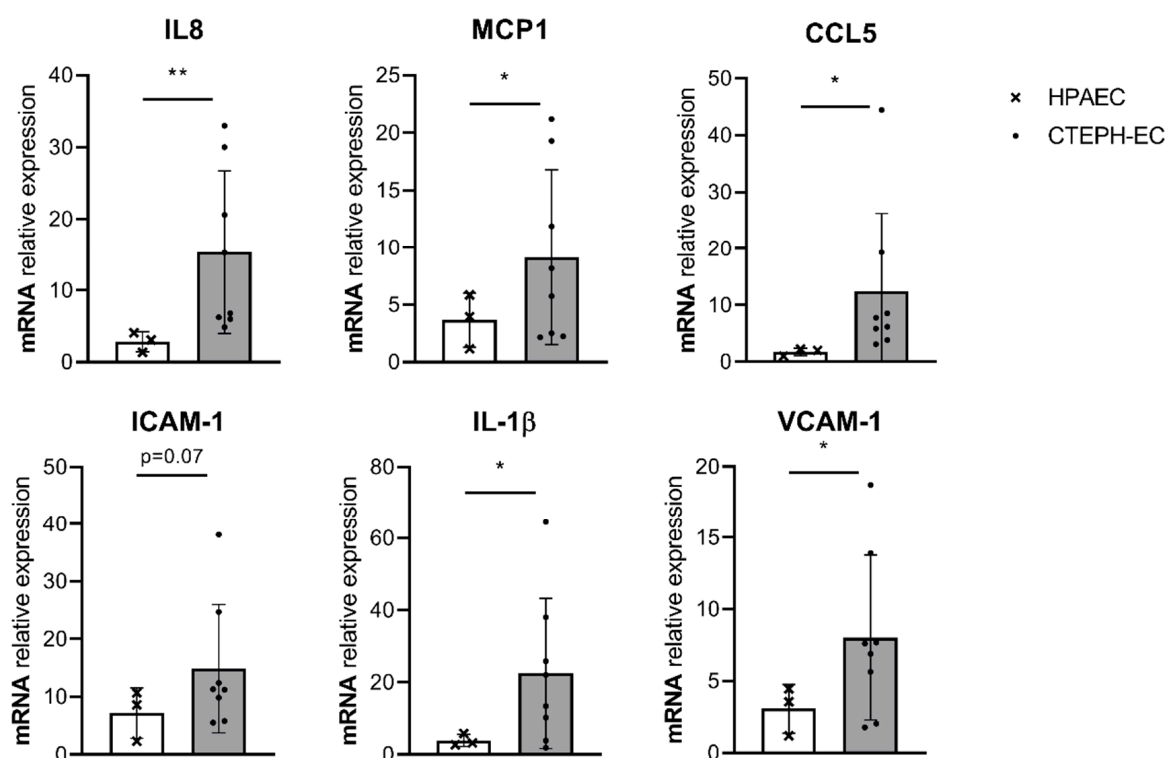 IL8
MCP1
CCL5
** 
*
*
mRNA relative expression
40
30
20
10
0
mRNA relative expression
25
20
15
10
5
0
mRNA relative expression
50
40
30
20
10
0
HPAEC
CTEPH-EC
ICAM-1
IL-1β
VCAM-1
p=0.07
*
*
mRNA relative expression
50
40
30
20
10
0
mRNA relative expression
80
60
40
20
0
mRNA relative expression
20
15
10
5
0